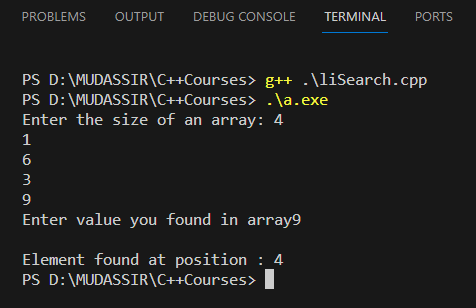 PROBLEMS OUTPUT DEBUG CONSOLE TERMINAL PORTS
PS D:\MUDASSIR\C++Courses> g++ .\liSearch.cpp
PS D:\MUDASSIR\C++Courses> .\a.exe
Enter the size of an array: 4
1
6
3
9
Enter value you found in array9
Element found at position : 4
PS D:\MUDASSIR\C++Courses>